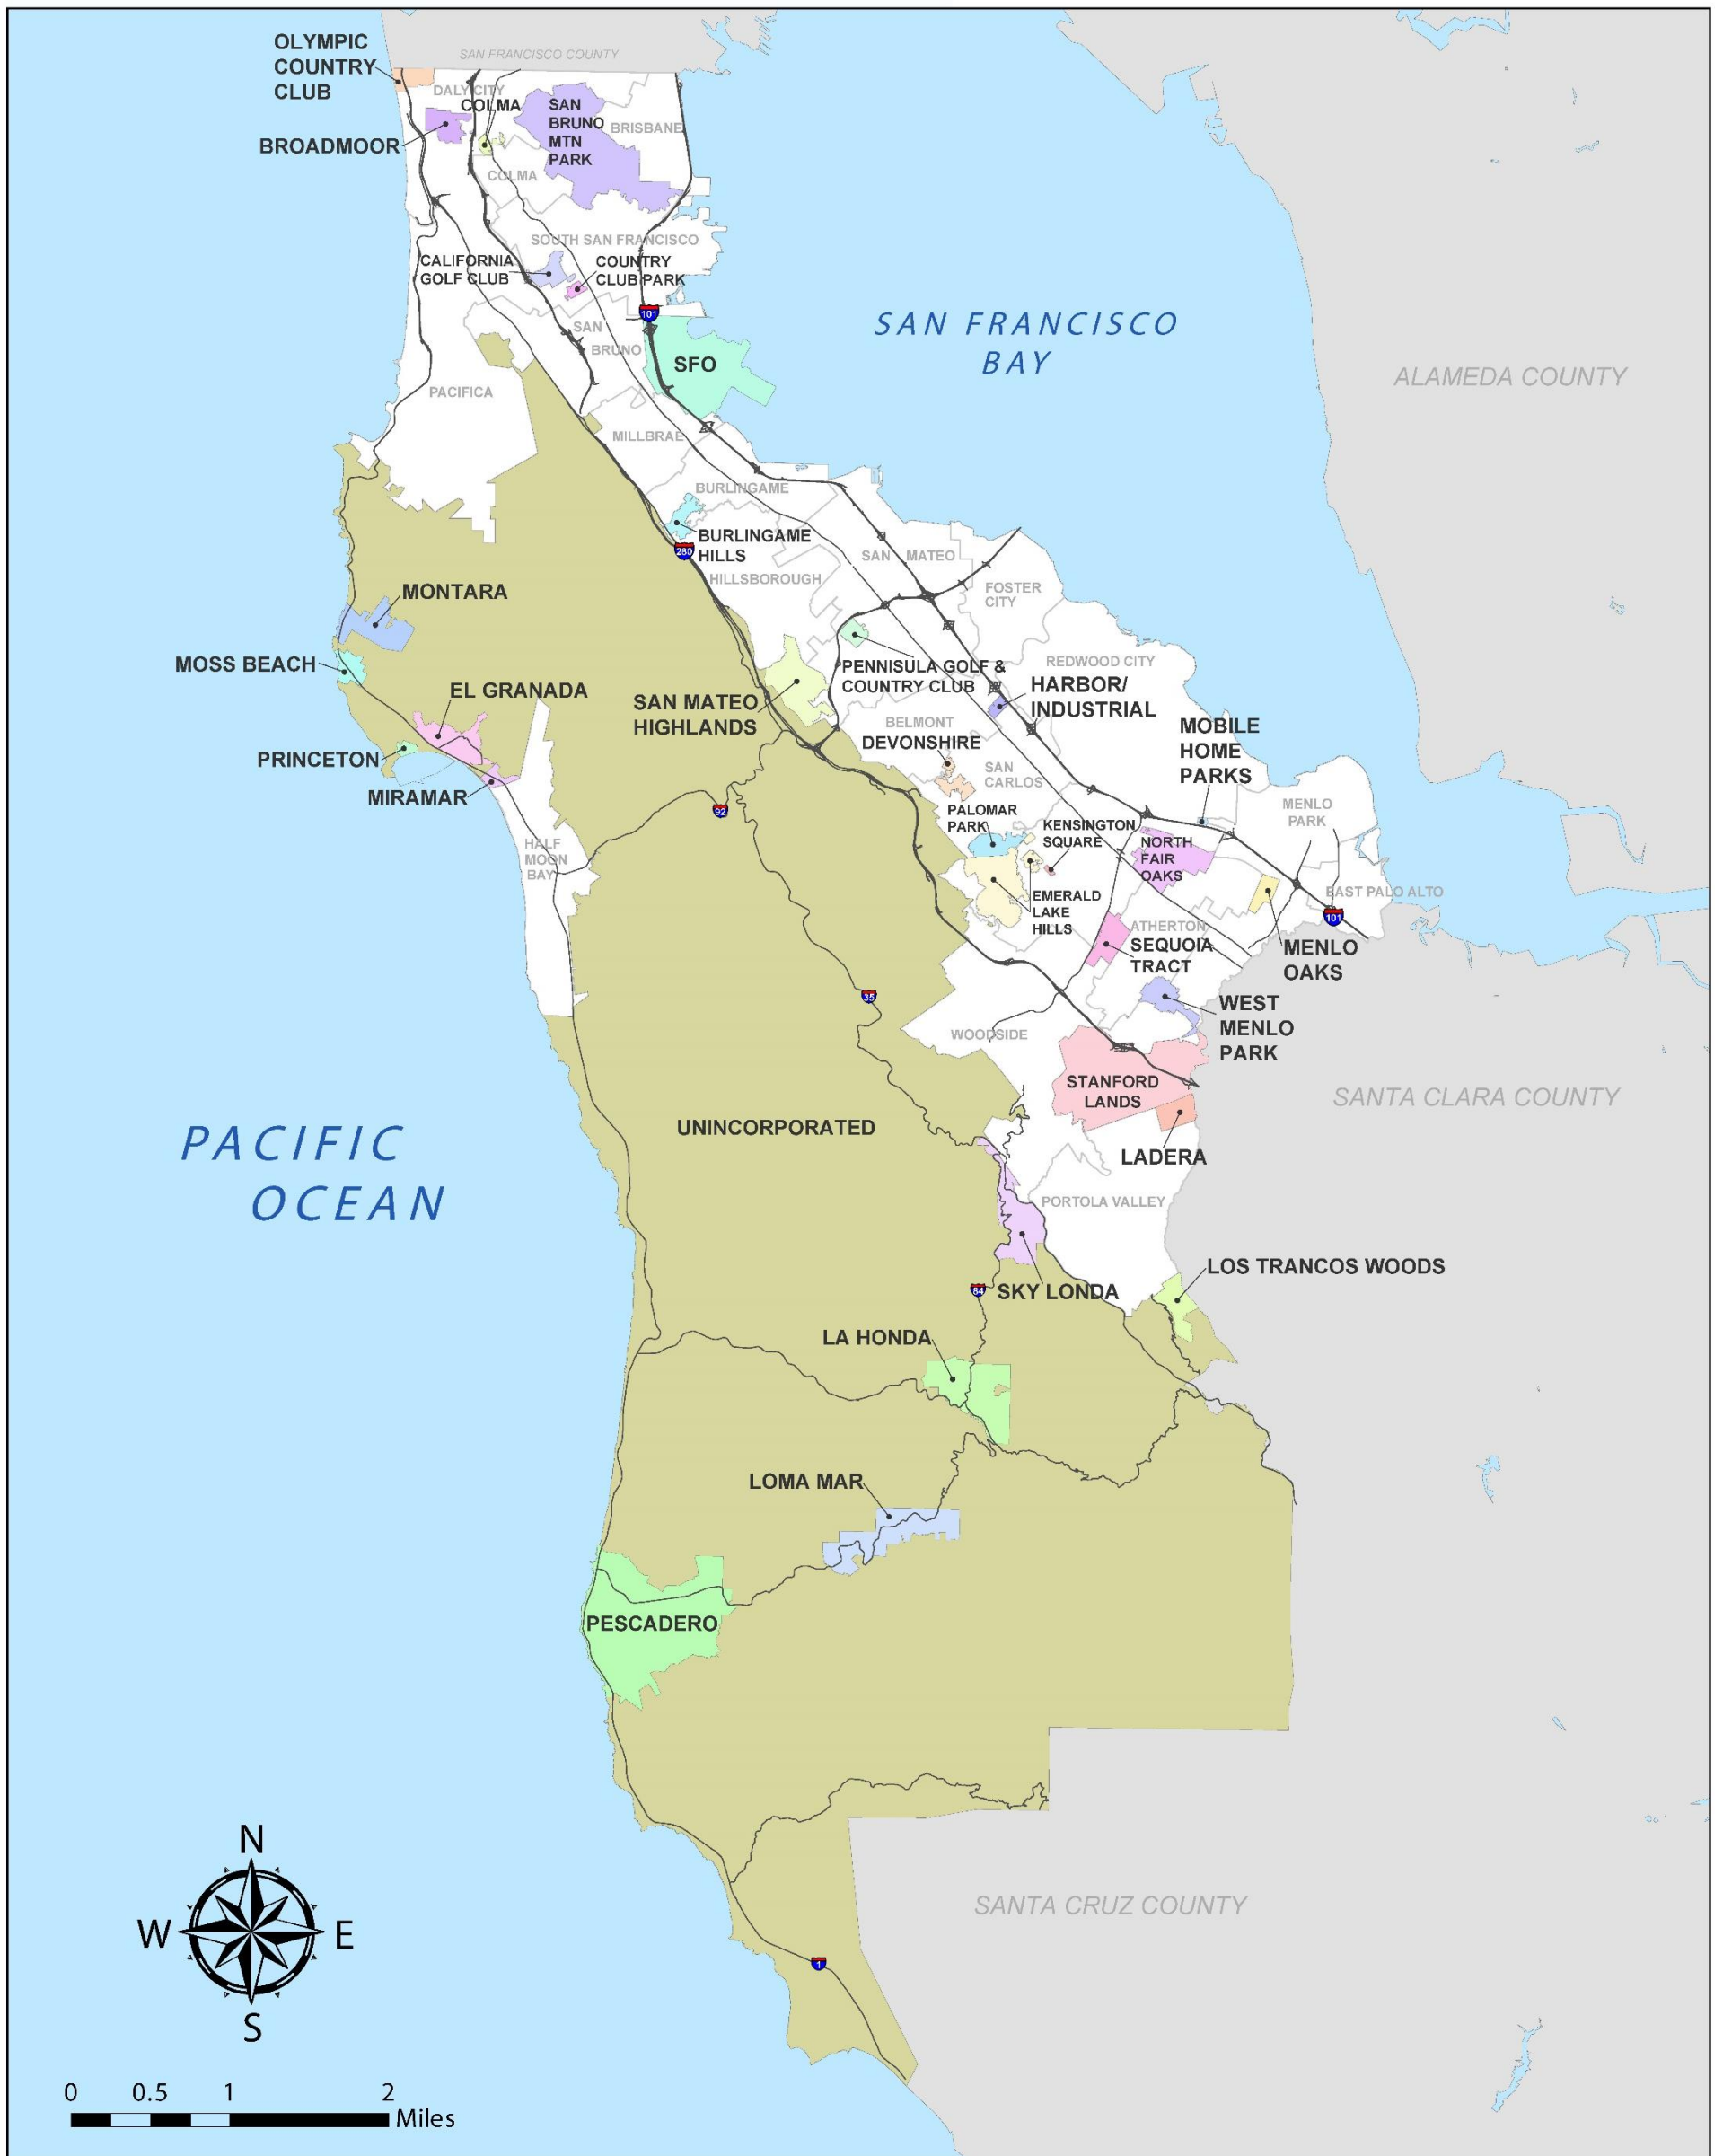 OLYMPIC
COUNTRY
CLUB
SAN FRANCISCO COUNTY
DALY CITY
COLMA
SAN
BRUNO
MTN
PARK
BRISBANE
BROADMOOR
COLMA
SOUTH SAN FRANCISCO
CALIFORNIA
GOLF CLUB
COUNTRY
CLUB PARK
101
SAN
BRUNO
SFO
SAN FRANCISCO
BAY
ALAMEDA COUNTY
PACIFICA
MILLBRAE
BURLINGAME
BURLINGAME
HILLS
280
HILLSBOROUGH
SAN MATEO
FOSTER
CITY
MONTARA
MOSS BEACH
EL GRANADA
PRINCETON
MIRAMAR
SAN MATEO
HIGHLANDS
PENNISULA GOLF &
COUNTRY CLUB
REDWOOD CITY
HARBOR/
INDUSTRIAL
BELMONT
DEVONSHIRE
SAN
CARLOS
MOBILE
HOME
PARKS
MENLO
PARK
92
HALF
MOON
BAY
PALOMAR
PARK
KENSINGTON
SQUARE
NORTH
FAIR
OAKS
EMERALD
LAKE
HILLS
EAST PALO ALTO
101
ATHERTON
SEQUOIA
TRACT
MENLO
OAKS
35
WOODSIDE
WEST
MENLO
PARK
STANFORD
LANDS
SANTA CLARA COUNTY
UNINCORPORATED
PACIFIC
OCEAN
LADERA
PORTOLA VALLEY
LOS TRANCOS WOODS
84
SKY LONDA
LA HONDA
LOMA MAR
PESCADERO
SANTA CRUZ COUNTY
1
N
W
E
S
0 0.5 1 2
Miles